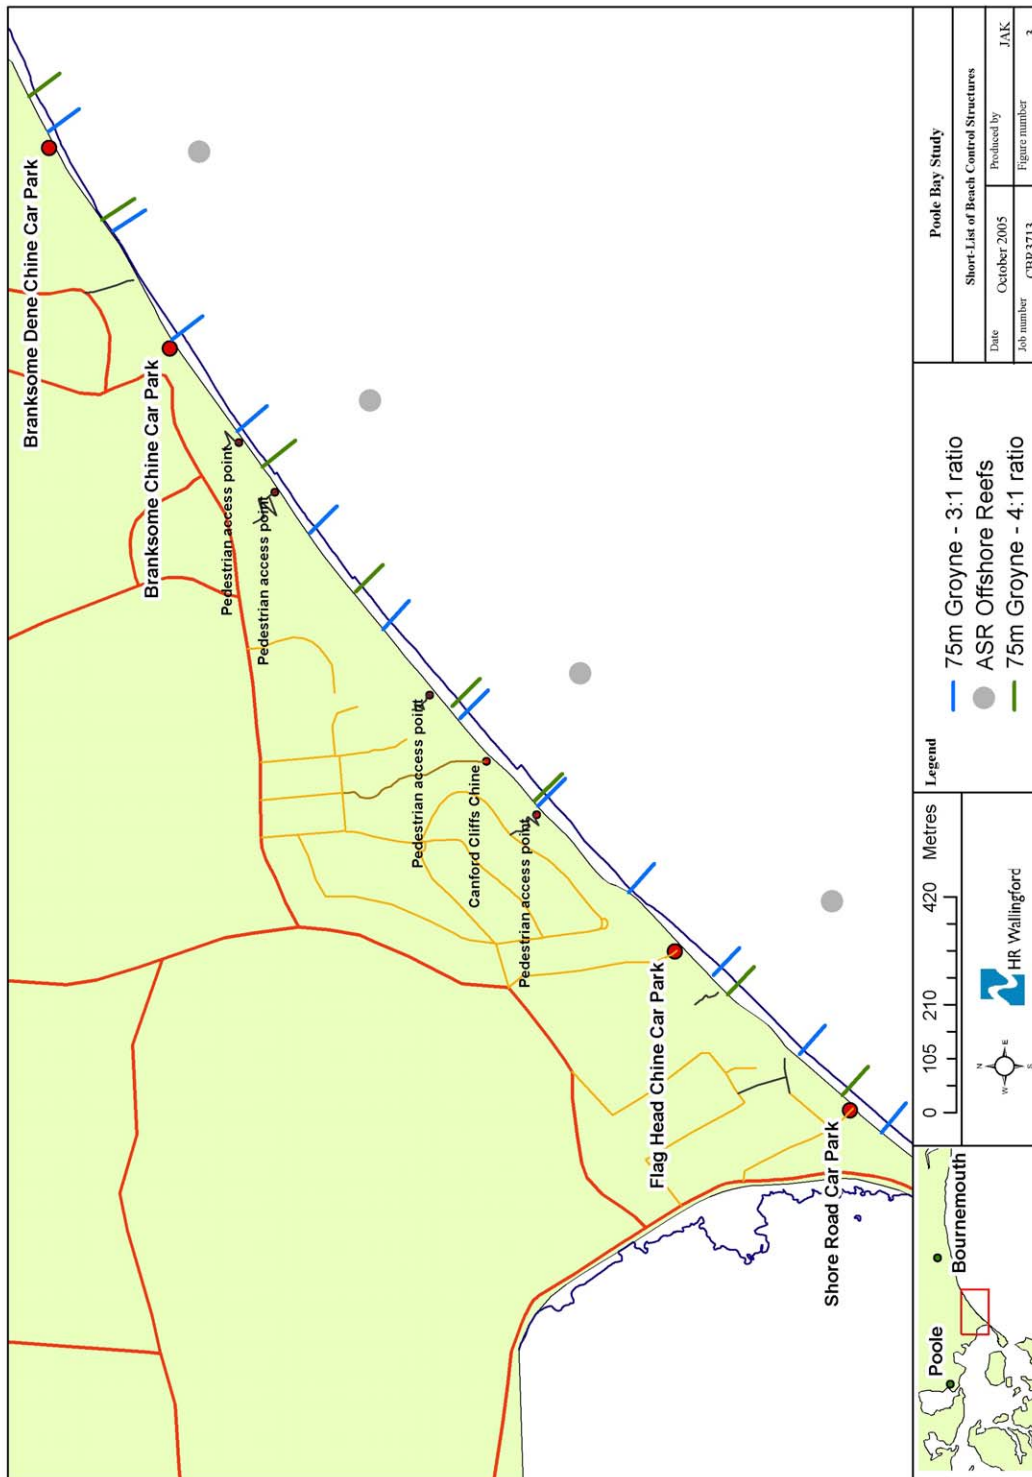 Branksome Dene Chine Car Park
Branksome Chine Car Park
Pedestrian access point
Pedestrian access point
Pedestrian access point
Canford Cliffs Chine
Pedestrian access point
Flag Head Chine Car Park
Shore Road Car Park
Poole
Bournemouth
0 105 210 420 Metres
N
W E
S
HR Wallingford
Legend
75m Groyne - 3:1 ratio
ASR Offshore Reefs
75m Groyne - 4:1 ratio
Poole Bay Study
Short-List of Beach Control Structures
Date October 2005 Produced by JAK
Job number Figure number